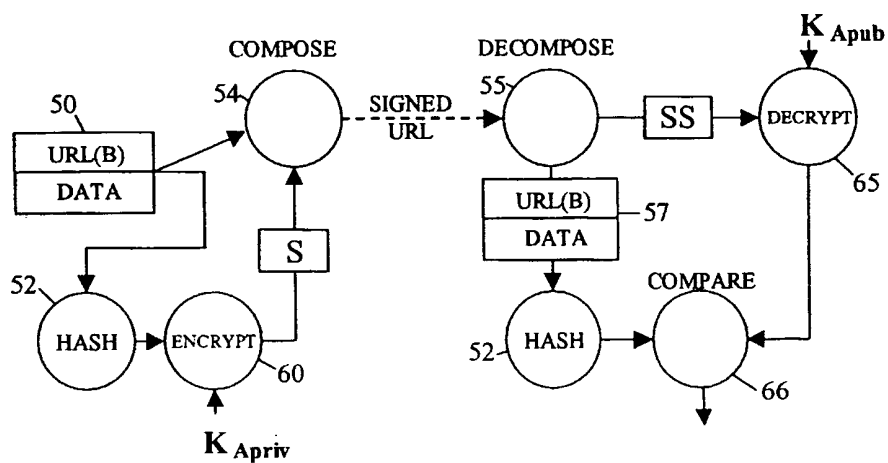 COMPOSE
DECOMPOSE
K Apub
50
54
55
SIGNED
URL
SS
DECRYPT
URL(B)
DATA
65
URL(B)
DATA
57
S
52
COMPARE
HASH
ENCRYPT
60
52
HASH
66
K Apriv